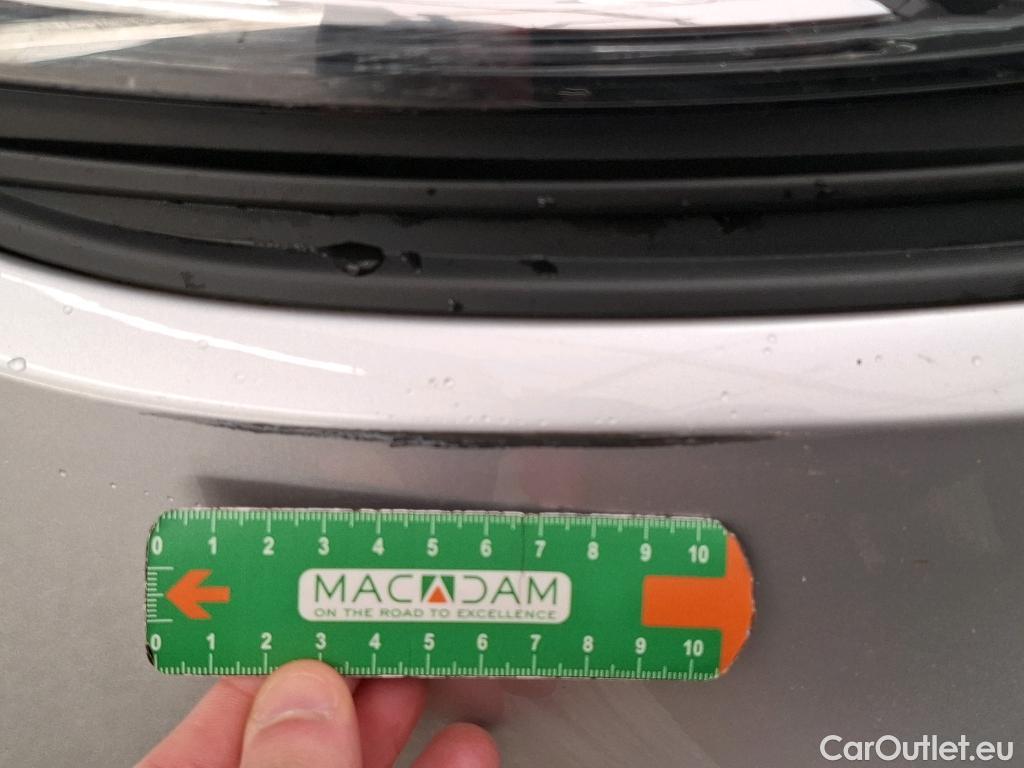 0 1 2 3 4 5 6 7 8 9 10
MACADAM
ON THE ROAD TO EXCELLENCE
0 1 2 3 4 5 6 7 8 9 10
CarOutlet.eu